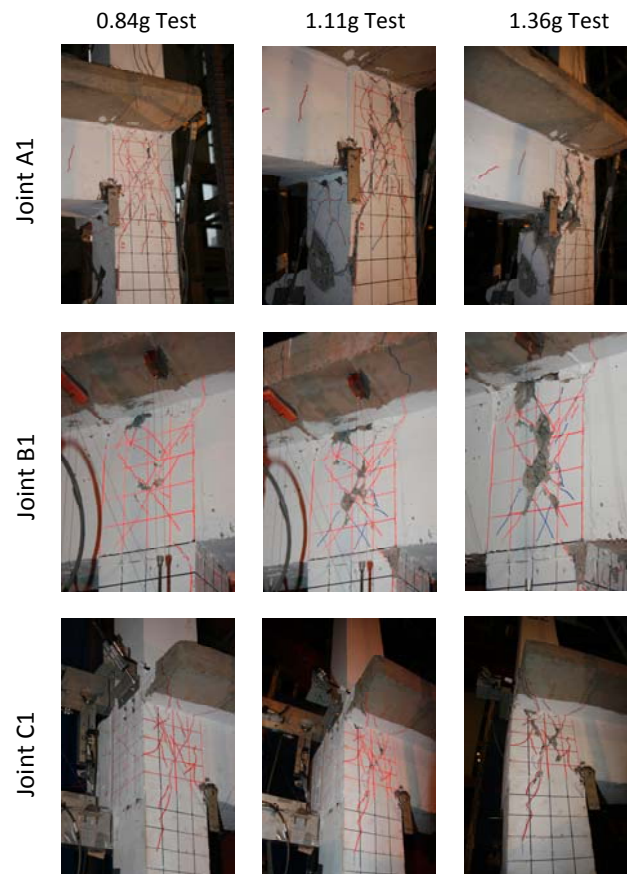 0.84g Test
1.11g Test
1.36g Test
Joint A1
Joint B1
Joint C1